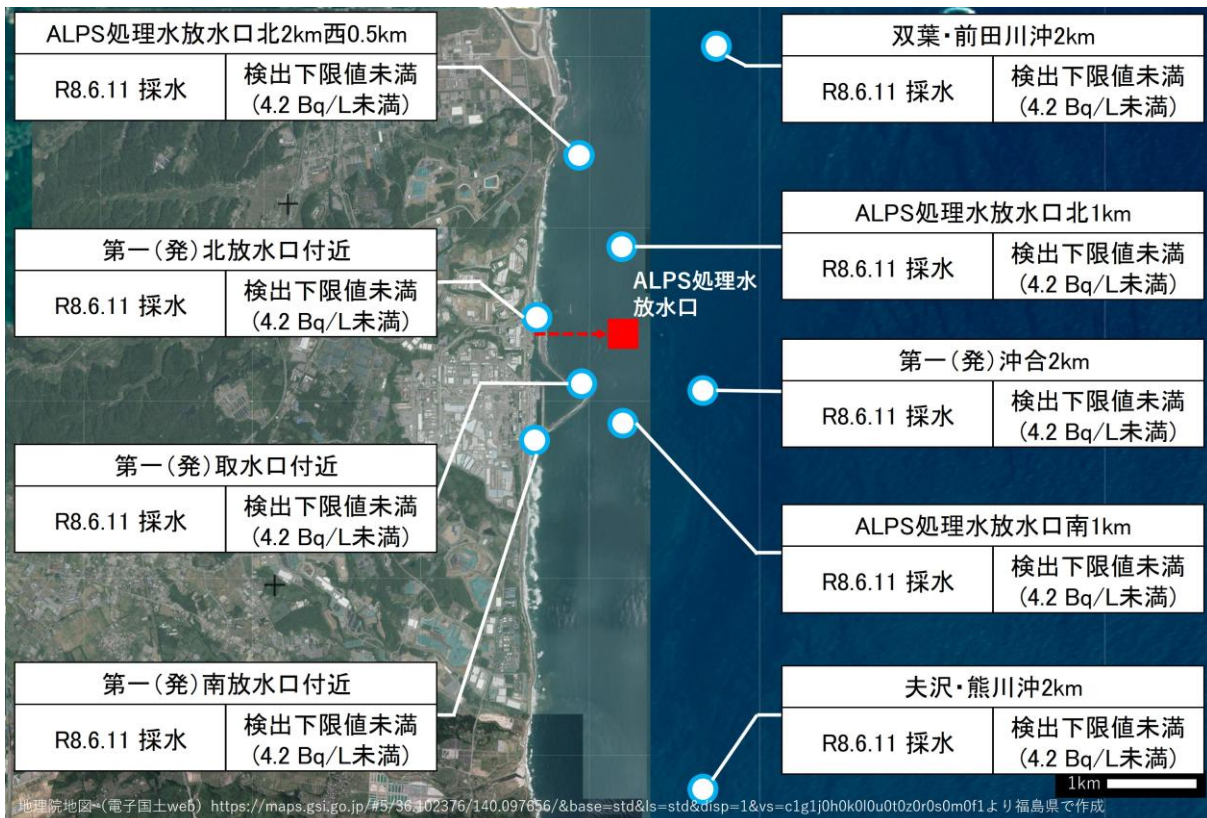 ALPS処理水放水口北2km西0.5km
R8.6.11 採水
検出下限値未満
(4.2 Bq/L未満)
双葉・前田川沖2km
R8.6.11 採水
検出下限値未満
(4.2 Bq/L未満)
第一(発)北放水口付近
R8.6.11 採水
検出下限値未満
(4.2 Bq/L未満)
ALPS処理水放水口北1km
R8.6.11 採水
検出下限値未満
(4.2 Bq/L未満)
ALPS処理水
放水口
第一(発)取水口付近
R8.6.11 採水
検出下限値未満
(4.2 Bq/L未満)
第一(発)沖合2km
R8.6.11 採水
検出下限値未満
(4.2 Bq/L未満)
ALPS処理水放水口南1km
R8.6.11 採水
検出下限値未満
(4.2 Bq/L未満)
第一(発)南放水口付近
R8.6.11 採水
検出下限値未満
(4.2 Bq/L未満)
夫沢・熊川沖2km
R8.6.11 採水
検出下限値未満
(4.2 Bq/L未満)
1km
地理院地図(電子国土web) https://maps.gsi.go.jp/#5/36.102376/140.097656/&base=std&ls=std&disp=1&vs=c1g1j0h0k0l0u0t0z0r0s0m0f1より福島県で作成